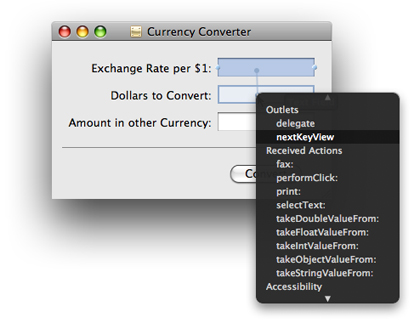 Currency Converter
Exchange Rate per $1:
Dollars to Convert:
Amount in other Currency:
Co
Outlets
delegate
nextKeyView
Received Actions
fax:
performClick:
print:
selectText:
takeDoubleValueFrom:
takeFloatValueFrom:
takeIntValueFrom:
takeObjectValueFrom:
takeStringValueFrom:
Accessibility